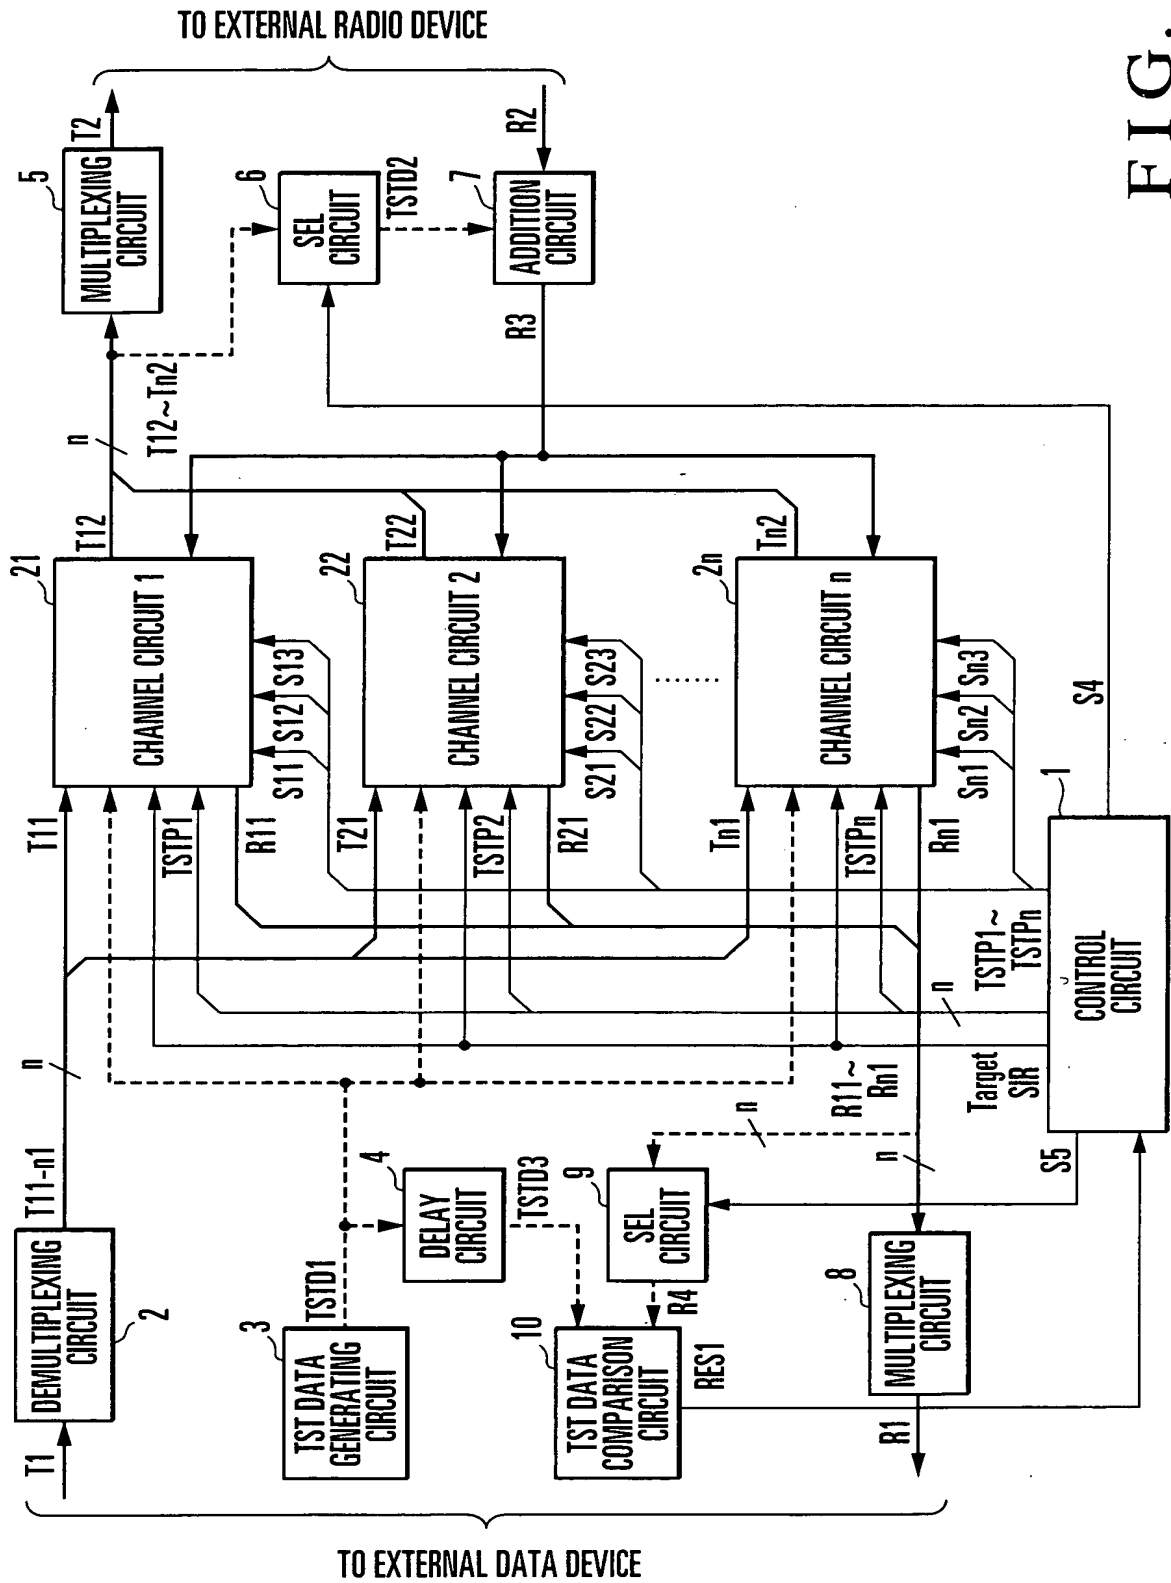 TO EXTERNAL RADIO DEVICE
TO EXTERNAL DATA DEVICE
FIG.
T1
DEMULTIPLEXING
CIRCUIT
2
T11-n1
n
T11
TSTP1
R11
CHANNEL CIRCUIT 1
21
S11
S12
S13
T12
n
T12~Tn2
MULTIPLEXING
CIRCUIT
5
T2
SEL
CIRCUIT
6
TSTD2
ADDITION
CIRCUIT
7
R2
R3
TST DATA
GENERATING
CIRCUIT
3
TSTD1
DELAY
CIRCUIT
4
TSTD3
T21
TSTP2
R21
CHANNEL CIRCUIT 2
22
S21
S22
S23
T22
TST DATA
COMPARISON
CIRCUIT
10
RES1
R4
SEL
CIRCUIT
9
n
Tn1
TSTPn
Rn1
CHANNEL CIRCUIT n
2n
Sn1
Sn2
Sn3
Tn2
R1
MULTIPLEXING
CIRCUIT
8
n
R11~
Rn1
n
TSTP1~
TSTPn
Target
SIR
S5
CONTROL
CIRCUIT
1
S4